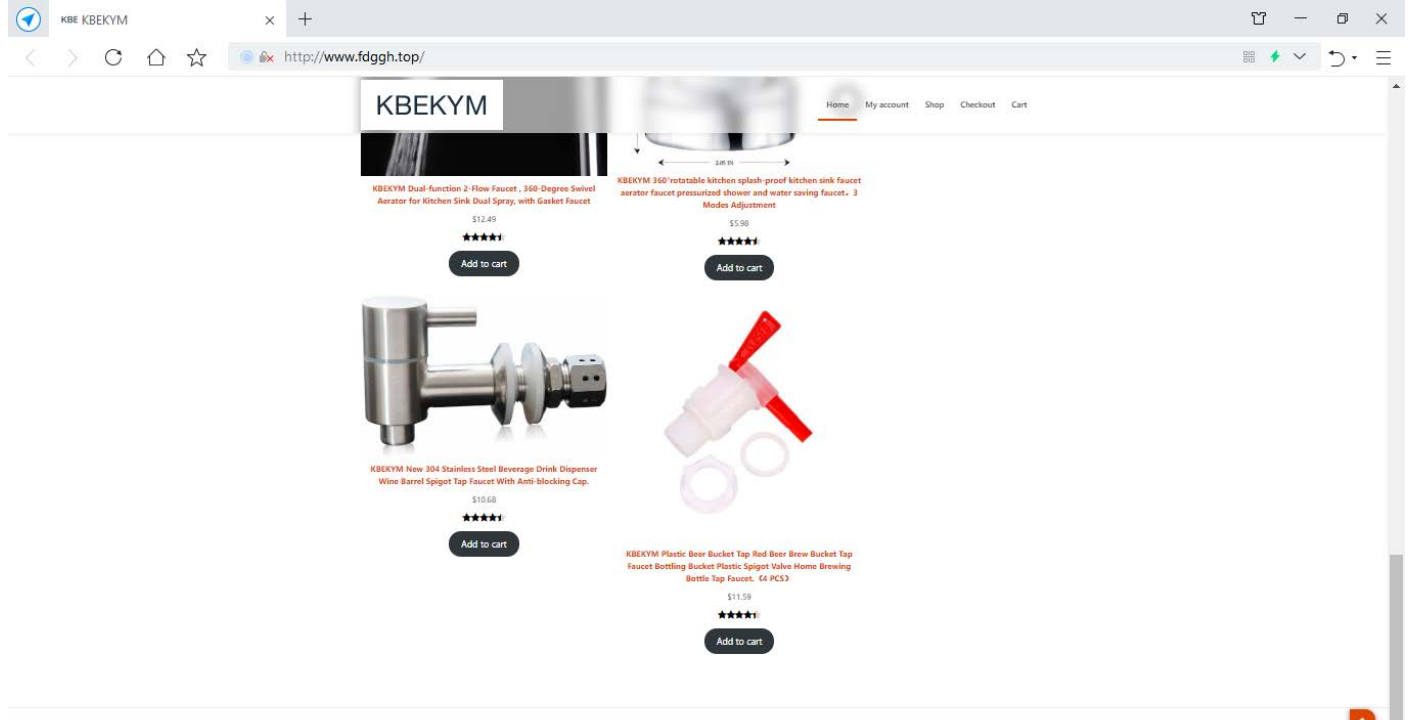 KBE KBEKYM
http://www.fdggh.top/
KBEKYM
Home My account Shop Checkout Cart
2.05 IN
KBEKYM Dual-function 2-Flow Faucet , 360-Degree Swivel
Aerator for Kitchen Sink Dual Spray, with Gasket Faucet
$12.49
Add to cart
KBEKYM 360°rotatable kitchen splash-proof kitchen sink faucet
aerator faucet pressurized shower and water saving faucet。3
Modes Adjustment
$5.98
Add to cart
KBEKYM New 304 Stainless Steel Beverage Drink Dispenser
Wine Barrel Spigot Tap Faucet With Anti-blocking Cap.
$10.68
Add to cart
KBEKYM Plastic Beer Bucket Tap Red Beer Brew Bucket Tap
Faucet Bottling Bucket Plastic Spigot Valve Home Brewing
Bottle Tap Faucet.《4 PCS》
$11.59
Add to cart